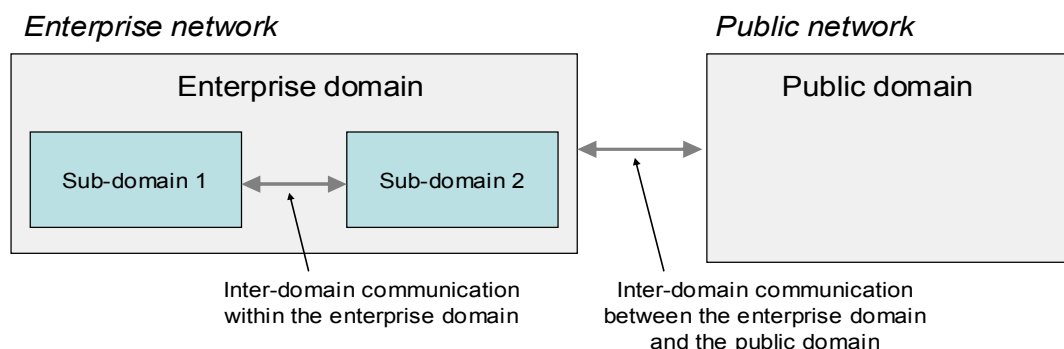 Enterprise network
Public network
Enterprise domain
Public domain
Sub-domain 1
Sub-domain 2
Inter-domain communication
within the enterprise domain
Inter-domain communication
between the enterprise domain
and the public domain